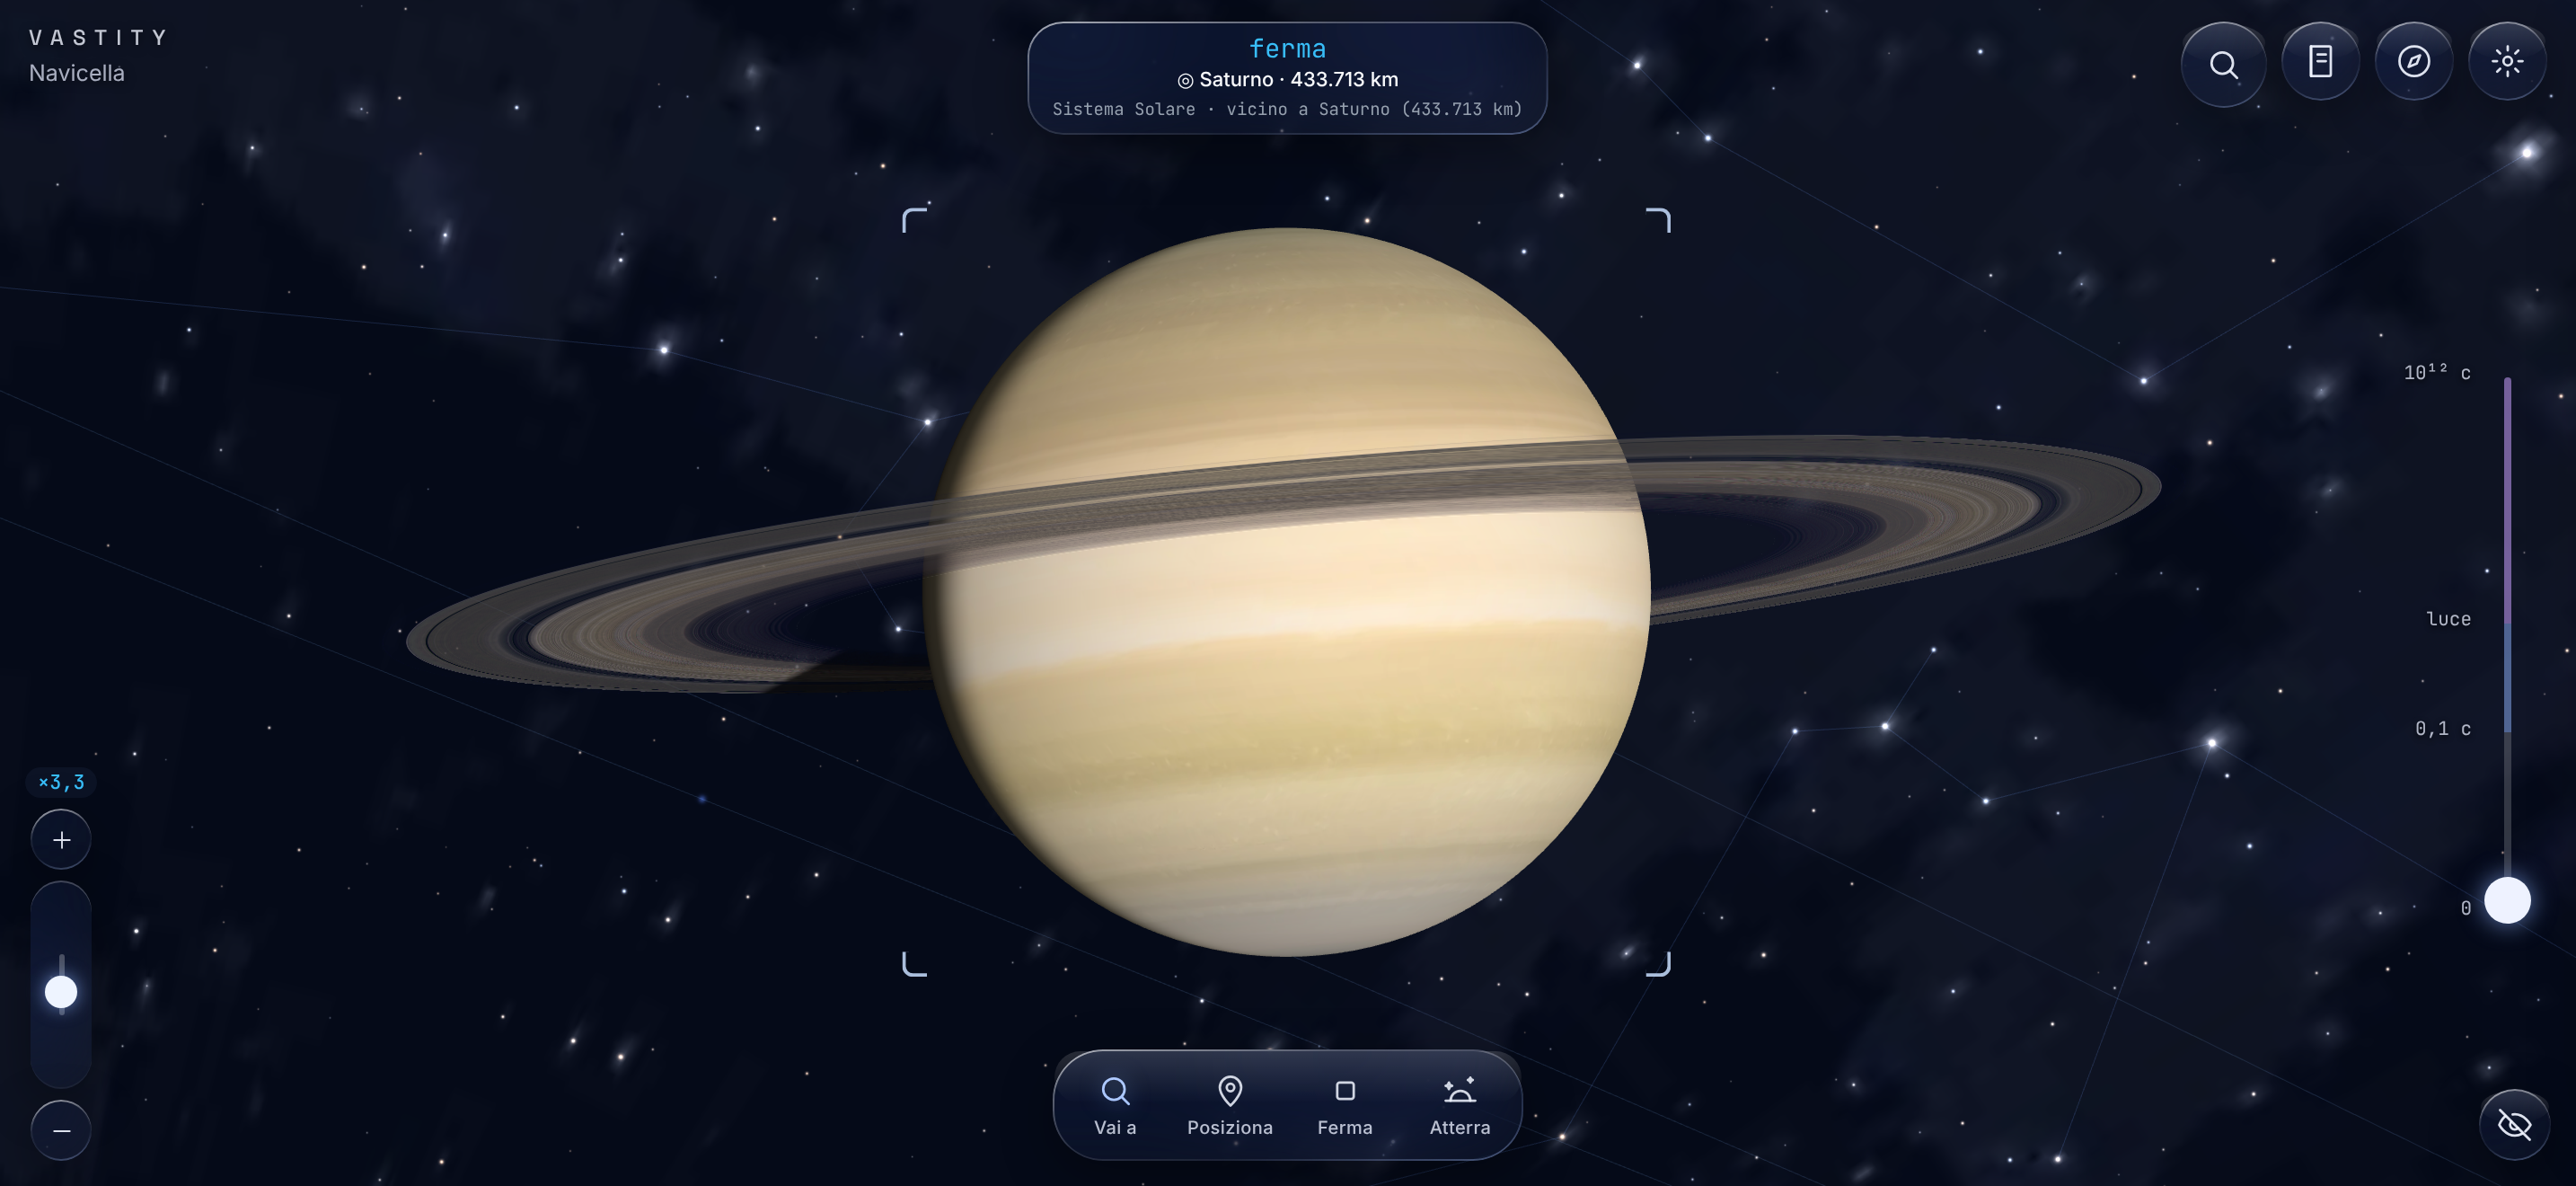 VASTITY
Navicella
ferma
◎ Saturno · 433.713 km
Sistema Solare · vicino a Saturno (433.713 km)
10¹² c
luce
0,1 c
0
×3,3
+
−
Vai a
Posiziona
Ferma
Atterra